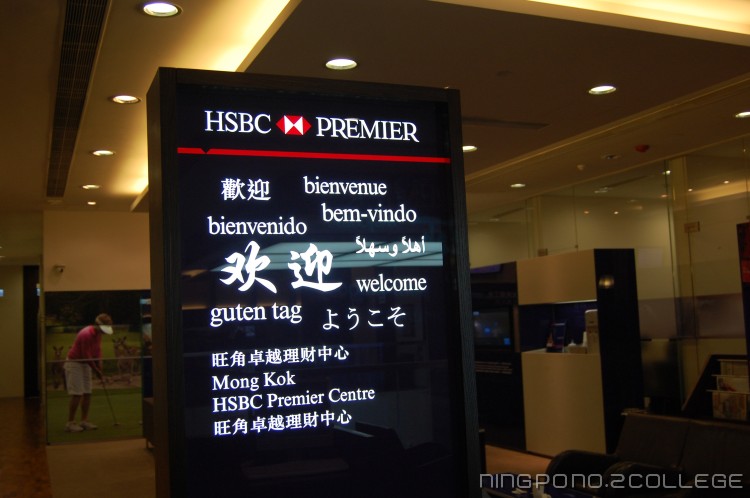 HSBC PREMIER
歡迎 bienvenue
bienvenido bem-vindo
欢迎 أهلاً وسهلاً
welcome
guten tag ようこそ
旺角卓越理財中心
Mong Kok
HSBC Premier Centre
旺角卓越理財中心
NINGPONO.2COLLEGE